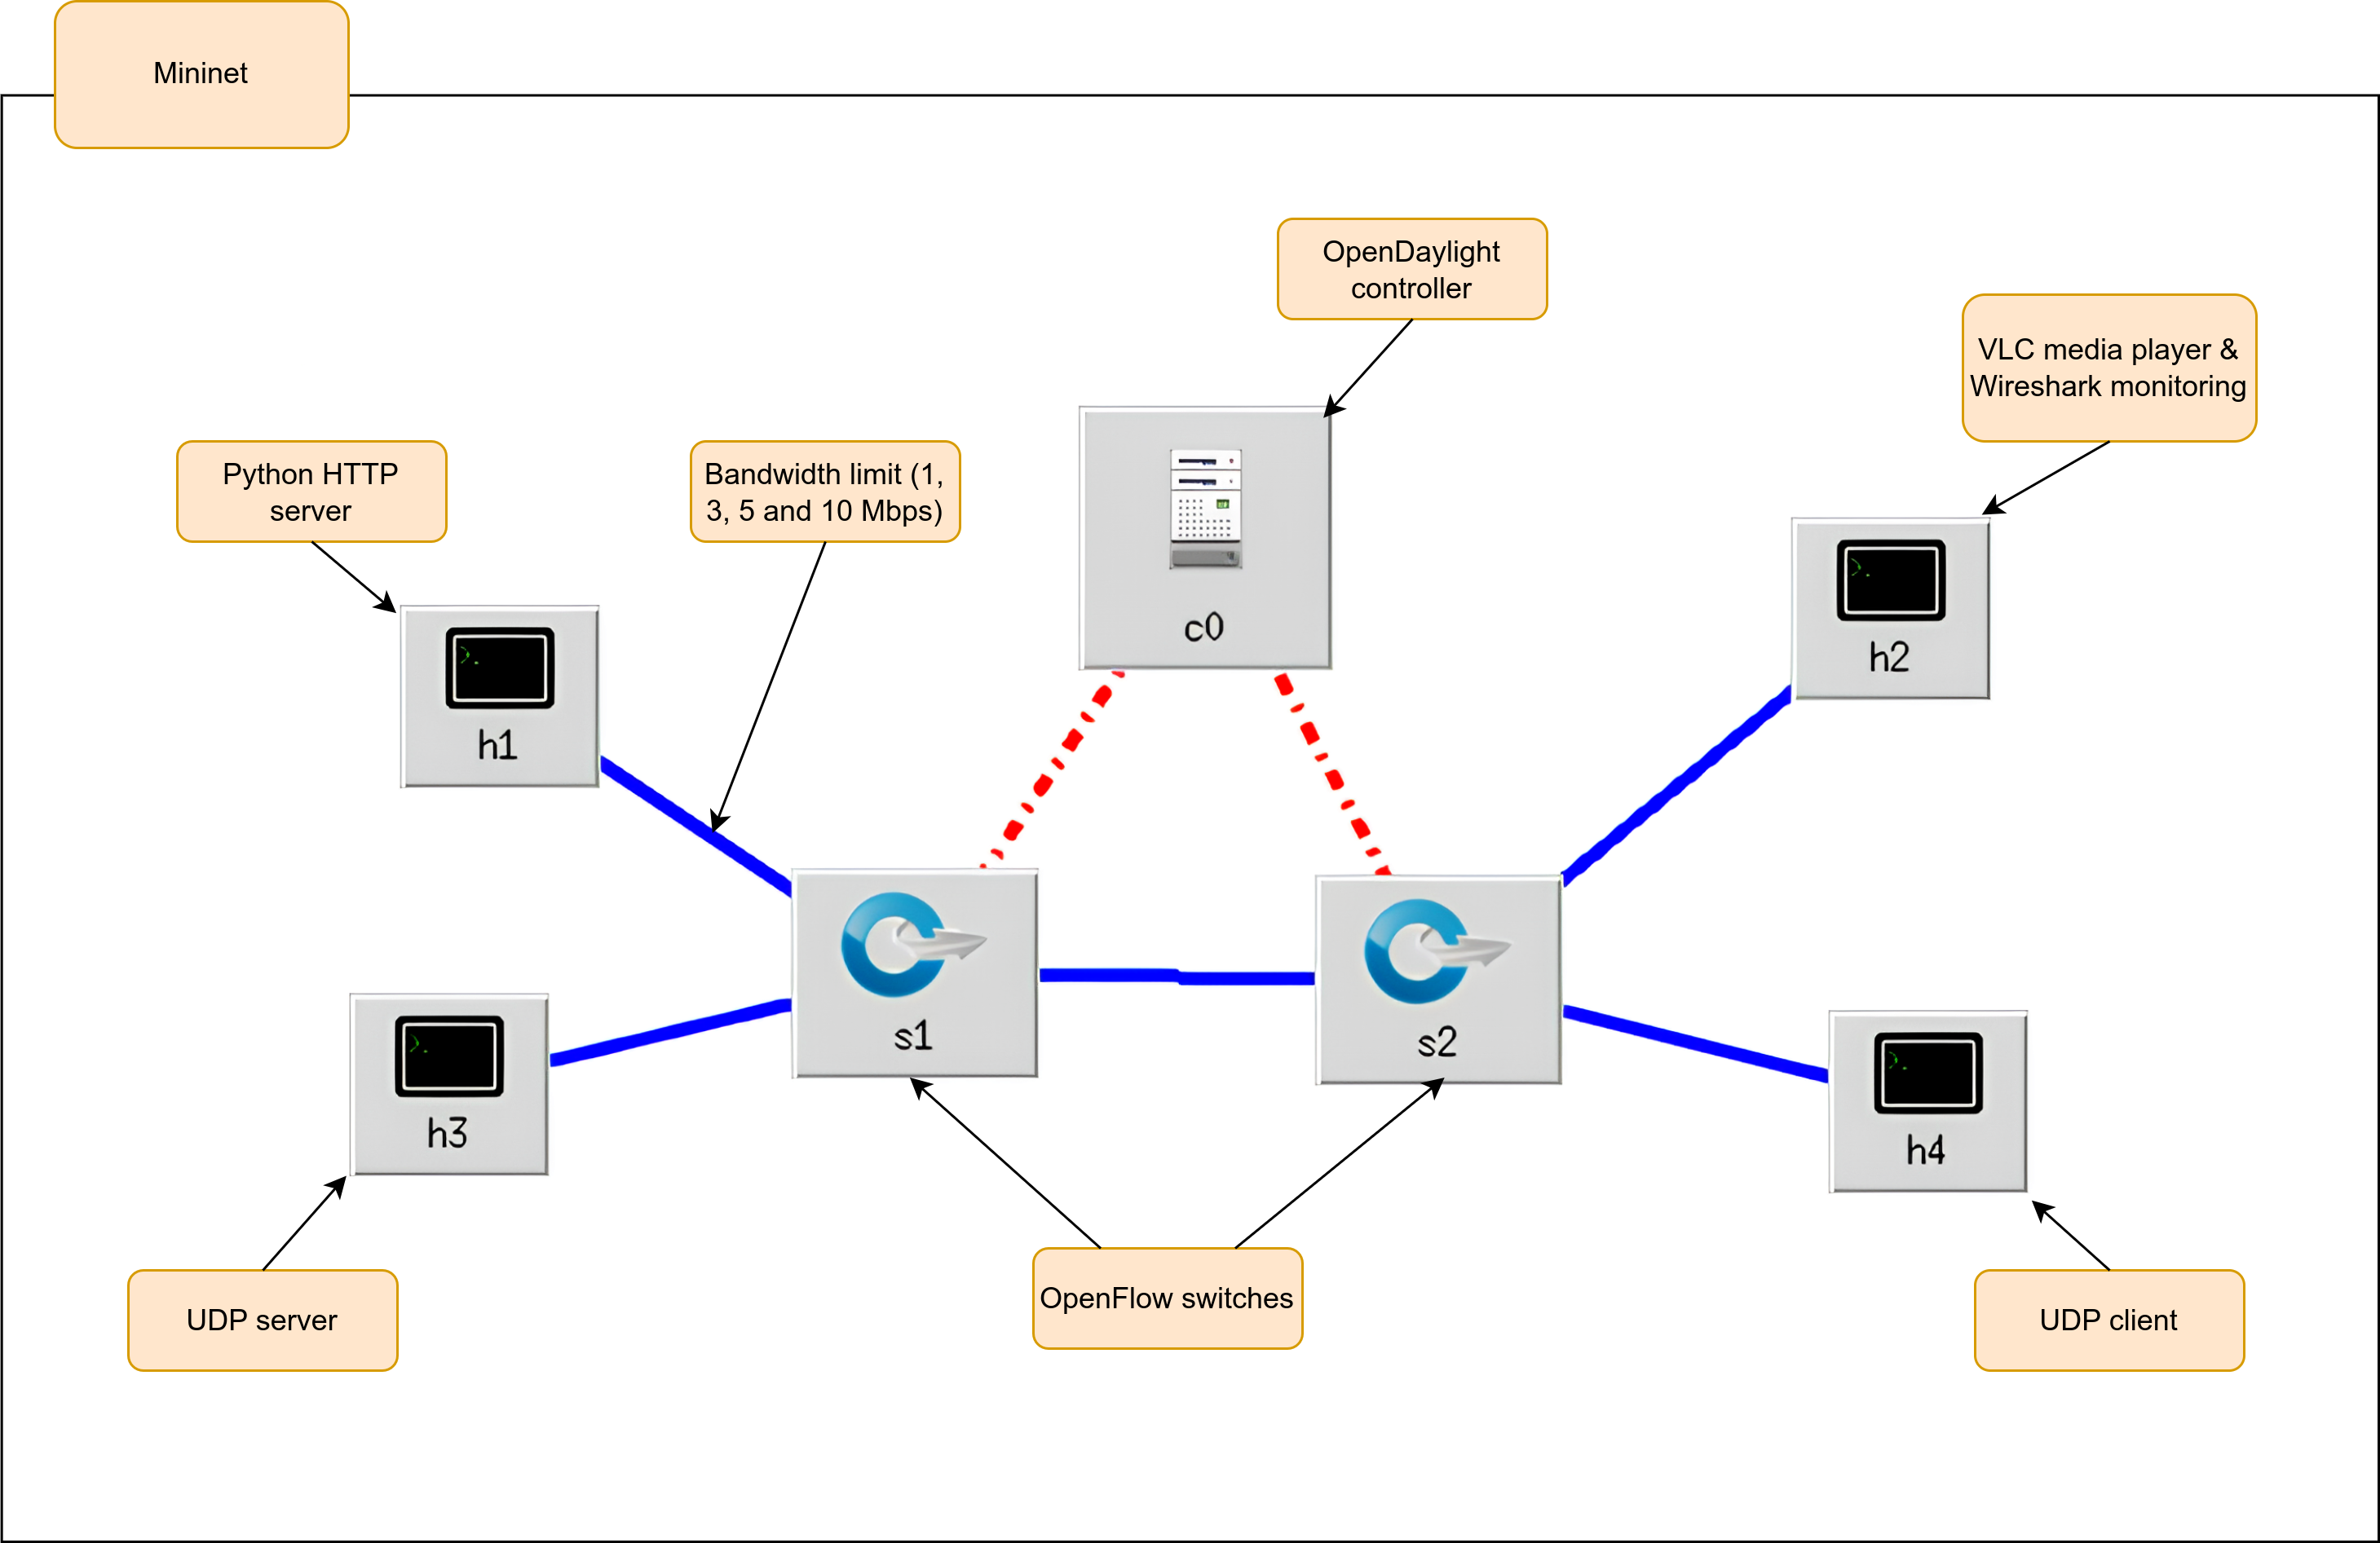 Mininet
OpenDaylight
controller
VLC media player &
Wireshark monitoring
Python HTTP
server
Bandwidth limit (1,
3, 5 and 10 Mbps)
c0
h2
h1
s1
s2
h3
h4
UDP server
OpenFlow switches
UDP client